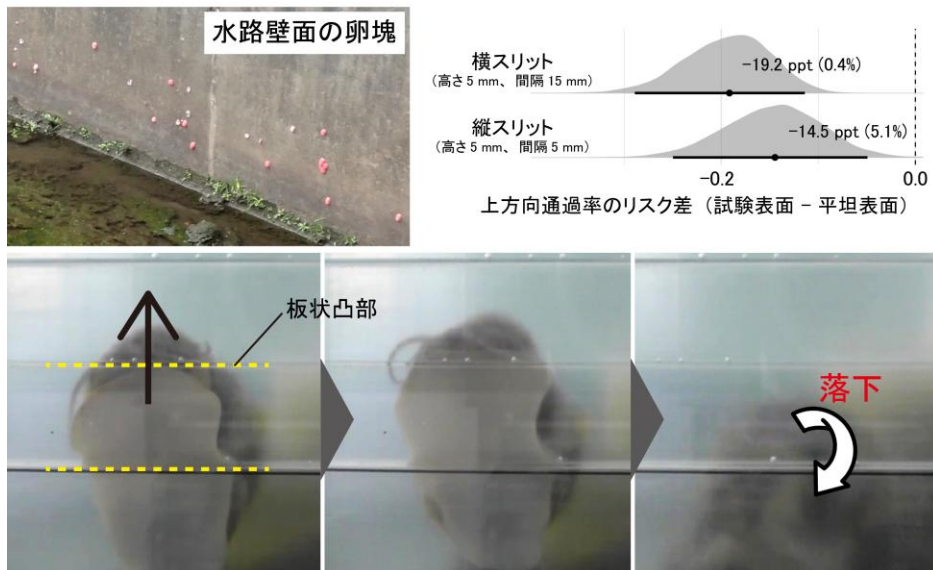 水路壁面の卵塊
横スリット
(高さ5 mm、間隔15 mm)
−19.2 ppt (0.4%)
縦スリット
(高さ5 mm、間隔5 mm)
−14.5 ppt (5.1%)
−0.2
0.0
上方向通過率のリスク差（試験表面 − 平坦表面）
板状凸部
落下